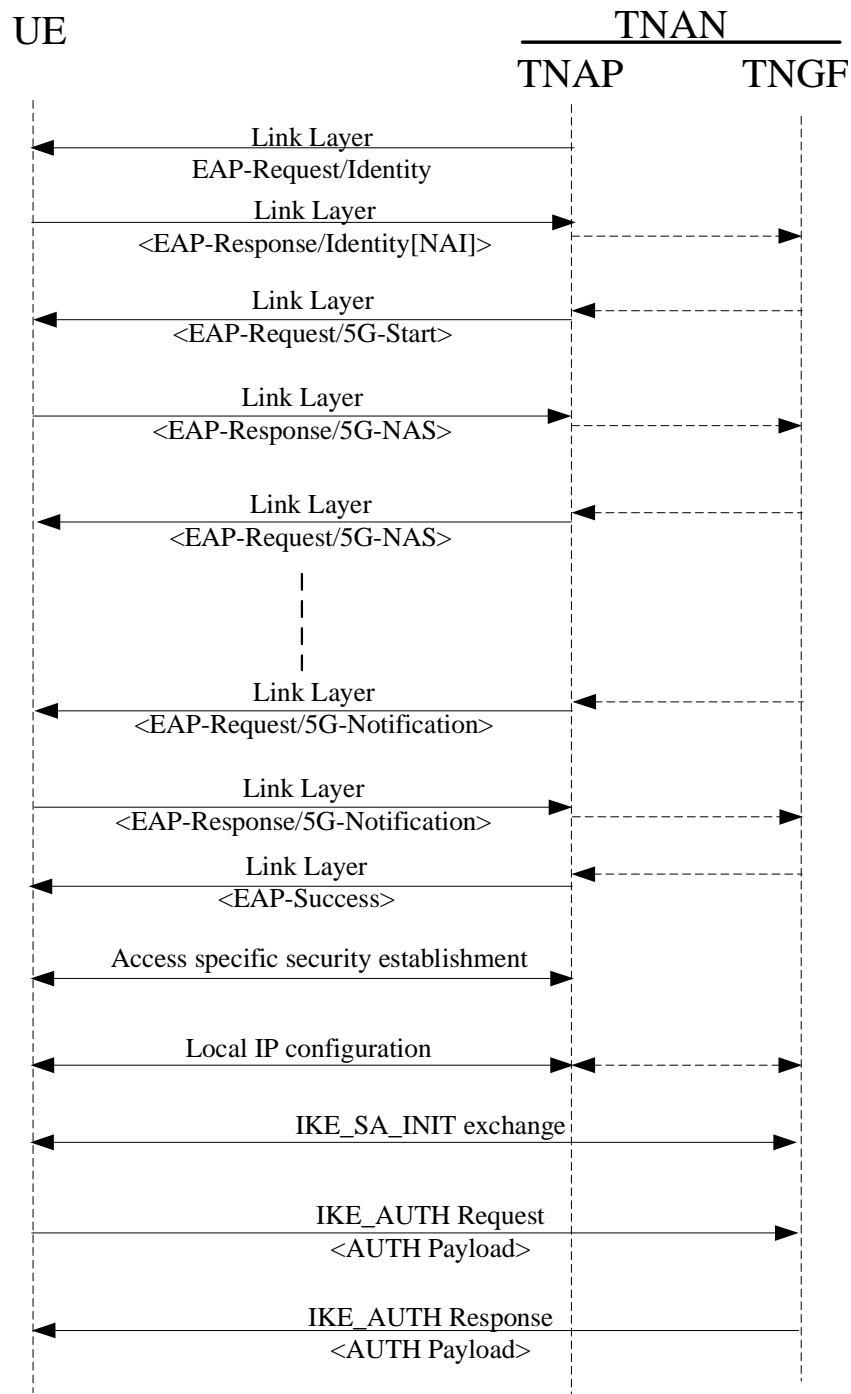 UE
TNAN
TNAP
TNGF
Link Layer
EAP-Request/Identity
Link Layer
<EAP-Response/Identity[NAI]>
Link Layer
<EAP-Request/5G-Start>
Link Layer
<EAP-Response/5G-NAS>
Link Layer
<EAP-Request/5G-NAS>
Link Layer
<EAP-Request/5G-Notification>
Link Layer
<EAP-Response/5G-Notification>
Link Layer
<EAP-Success>
Access specific security establishment
Local IP configuration
IKE_SA_INIT exchange
IKE_AUTH Request
<AUTH Payload>
IKE_AUTH Response
<AUTH Payload>